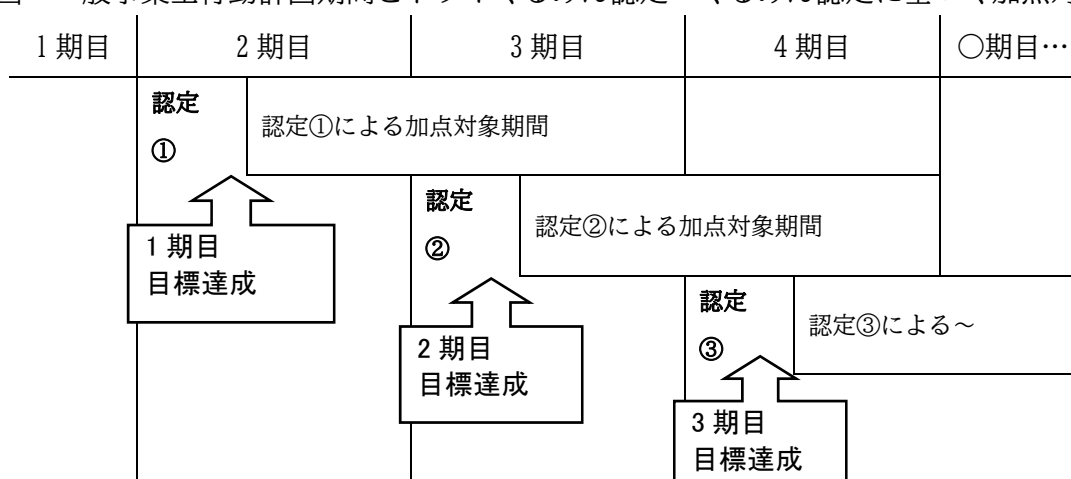 1期目 2期目 3期目 4期目 〇期目…
認定
①
認定①による加点対象期間
1期目
目標達成
認定
②
認定②による加点対象期間
2期目
目標達成
認定
③
認定③による～
3期目
目標達成